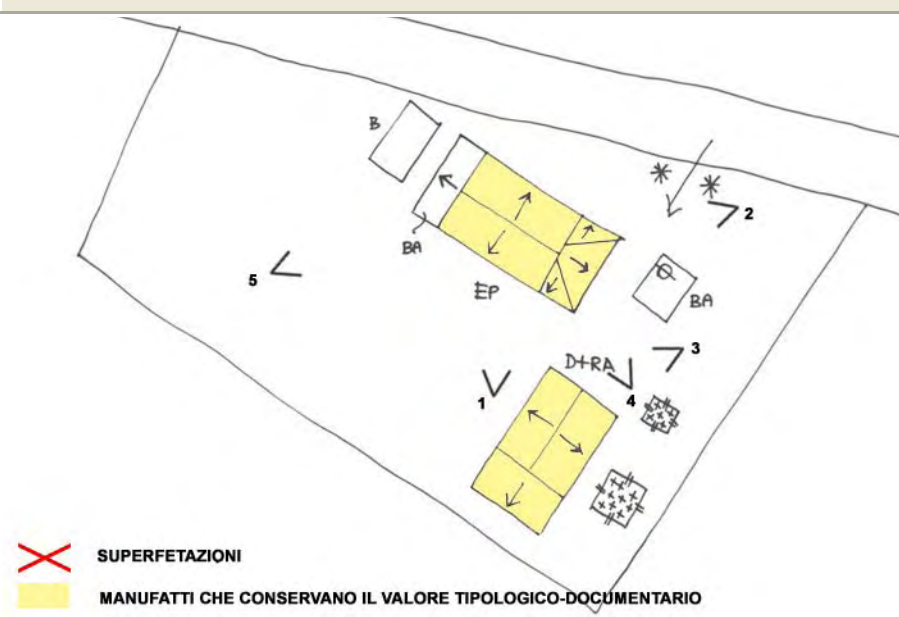 B
BA
EP
2
BA
5
3
D+RA
1
4
SUPERFETAZIONI
MANUFATTI CHE CONSERVANO IL VALORE TIPOLOGICO-DOCUMENTARIO